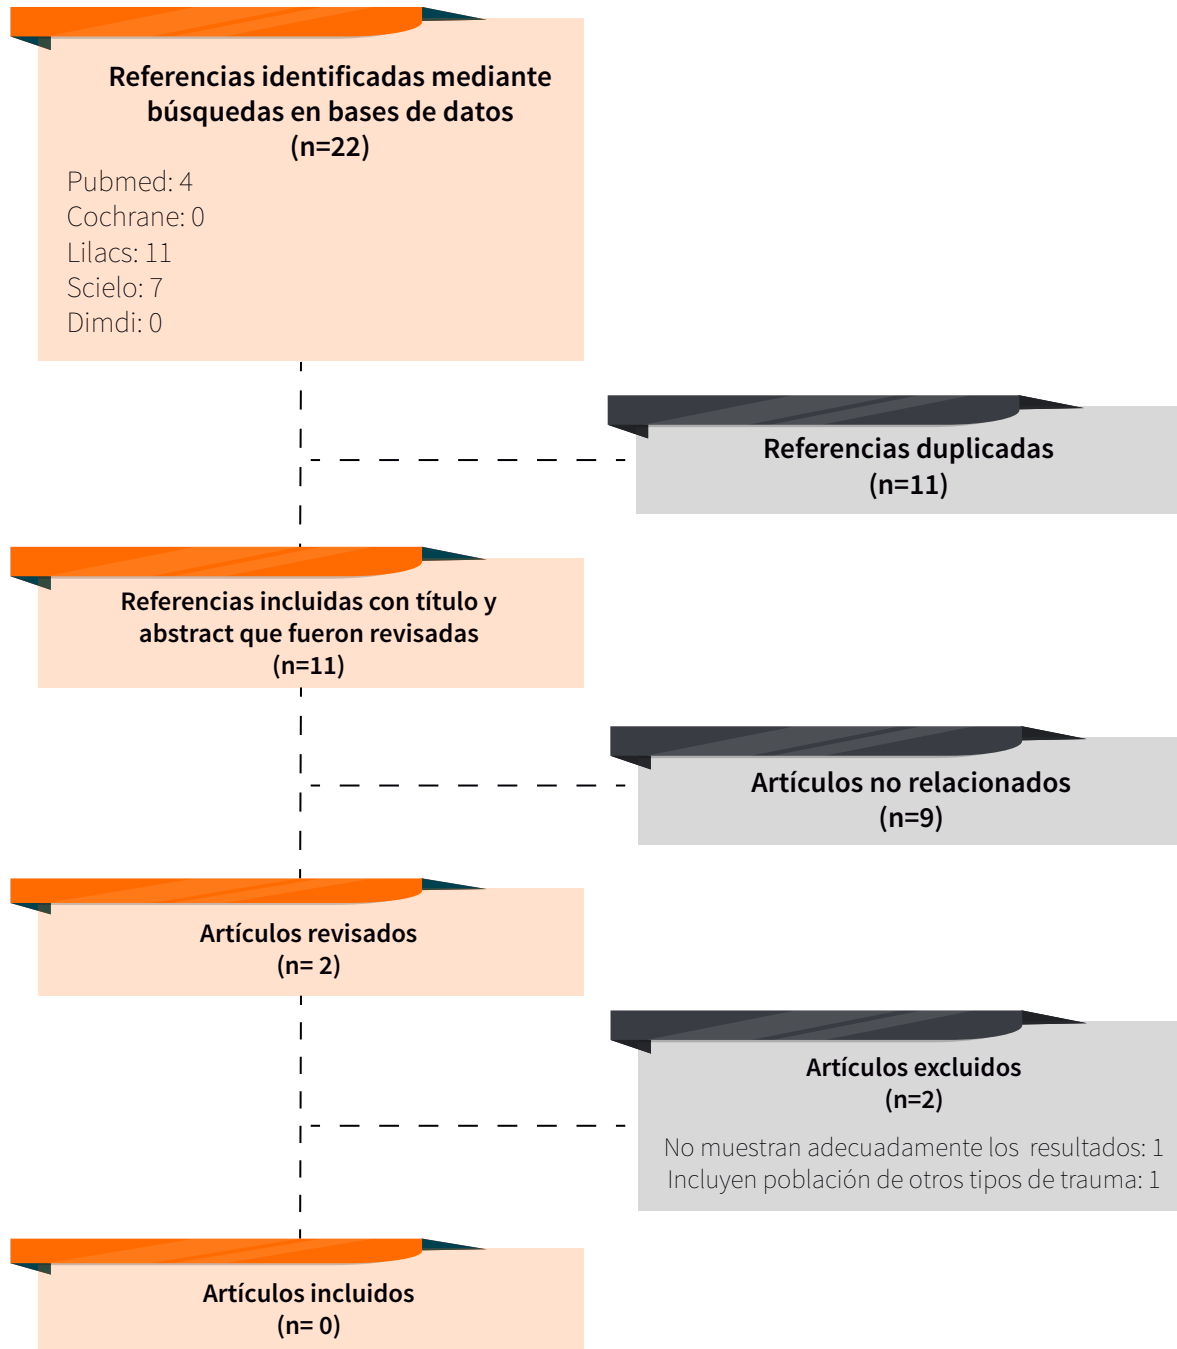 Referencias identificadas mediante
búsquedas en bases de datos
(n=22)
Pubmed: 4
Cochrane: 0
Lilacs: 11
Scielo: 7
Dimdi: 0
Referencias duplicadas
(n=11)
Referencias incluidas con título y
abstract que fueron revisadas
(n=11)
Artículos no relacionados
(n=9)
Artículos revisados
(n= 2)
Artículos excluidos
(n=2)
No muestran adecuadamente los resultados: 1
Incluyen población de otros tipos de trauma: 1
Artículos incluidos
(n= 0)